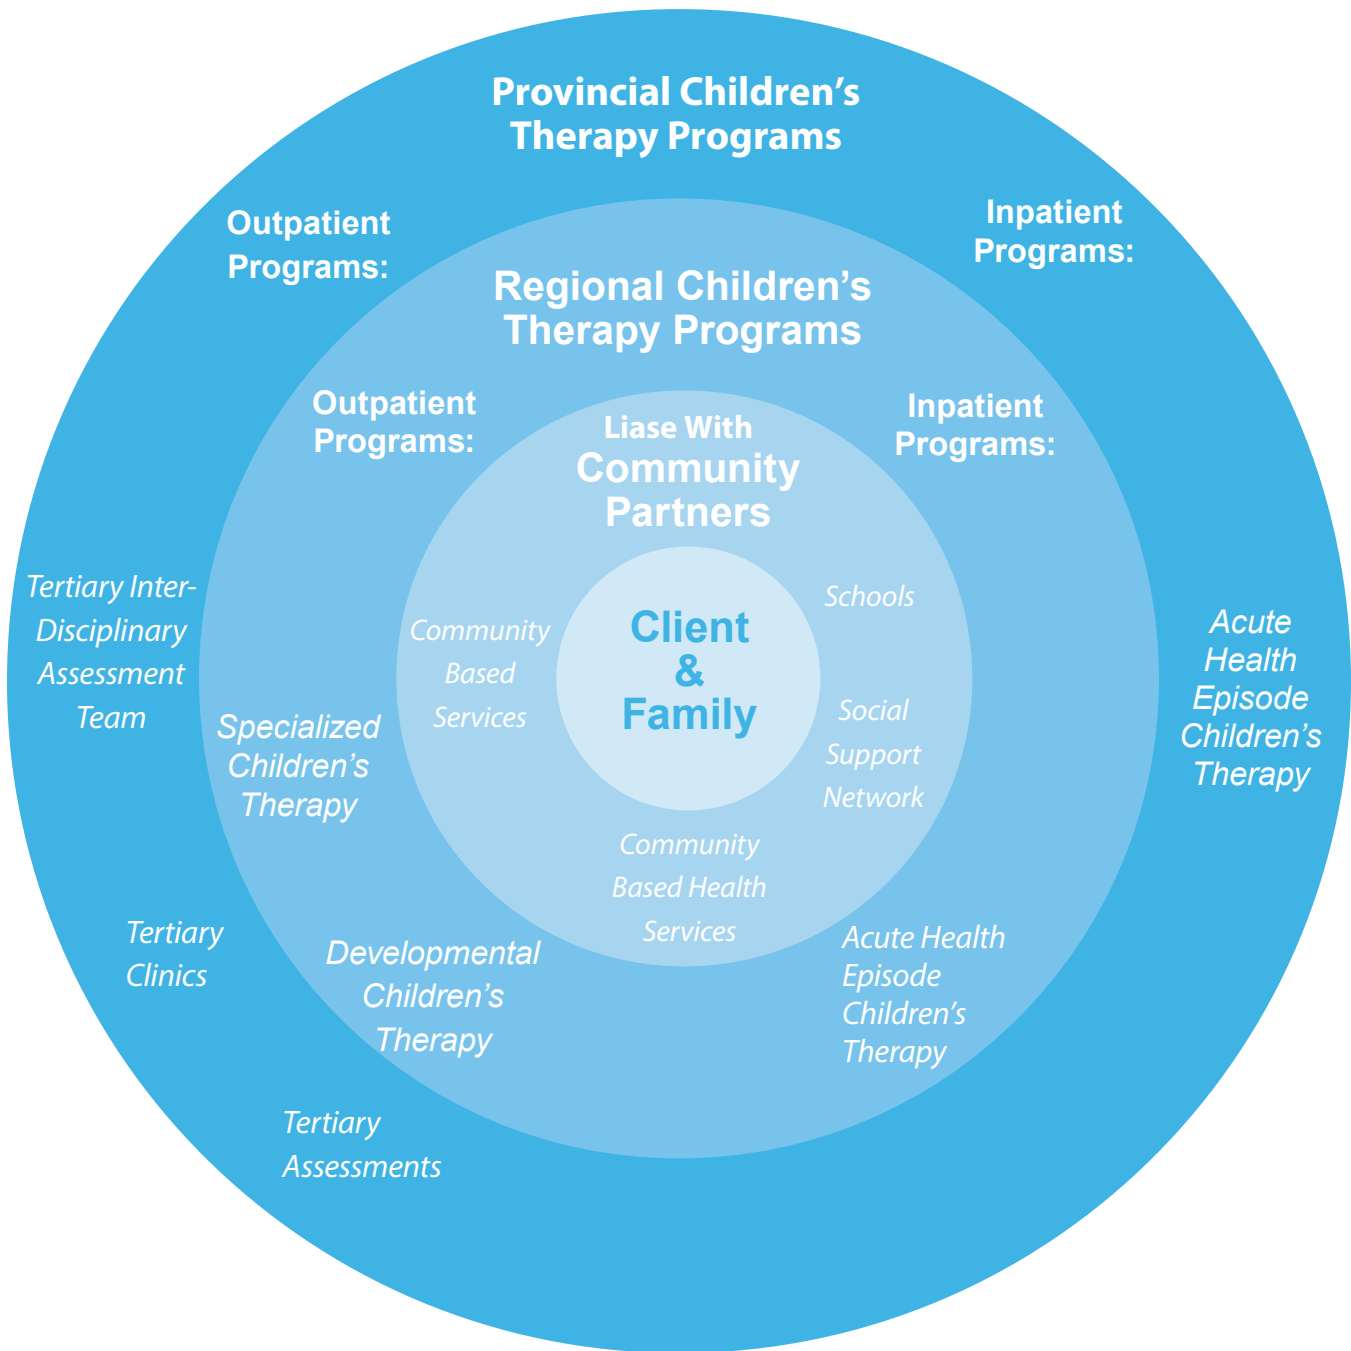 Provincial Children’s
Therapy Programs
Outpatient
Programs:
Inpatient
Programs:
Regional Children’s
Therapy Programs
Outpatient
Programs:
Inpatient
Programs:
Liase With
Community
Partners
Client
&
Family
Community
Based
Services
Schools
Social
Support
Network
Community
Based Health
Services
Specialized
Children’s
Therapy
Developmental
Children’s
Therapy
Acute Health
Episode
Children’s
Therapy
Tertiary Inter-
Disciplinary
Assessment
Team
Tertiary
Clinics
Tertiary
Assessments
Acute
Health
Episode
Children’s
Therapy